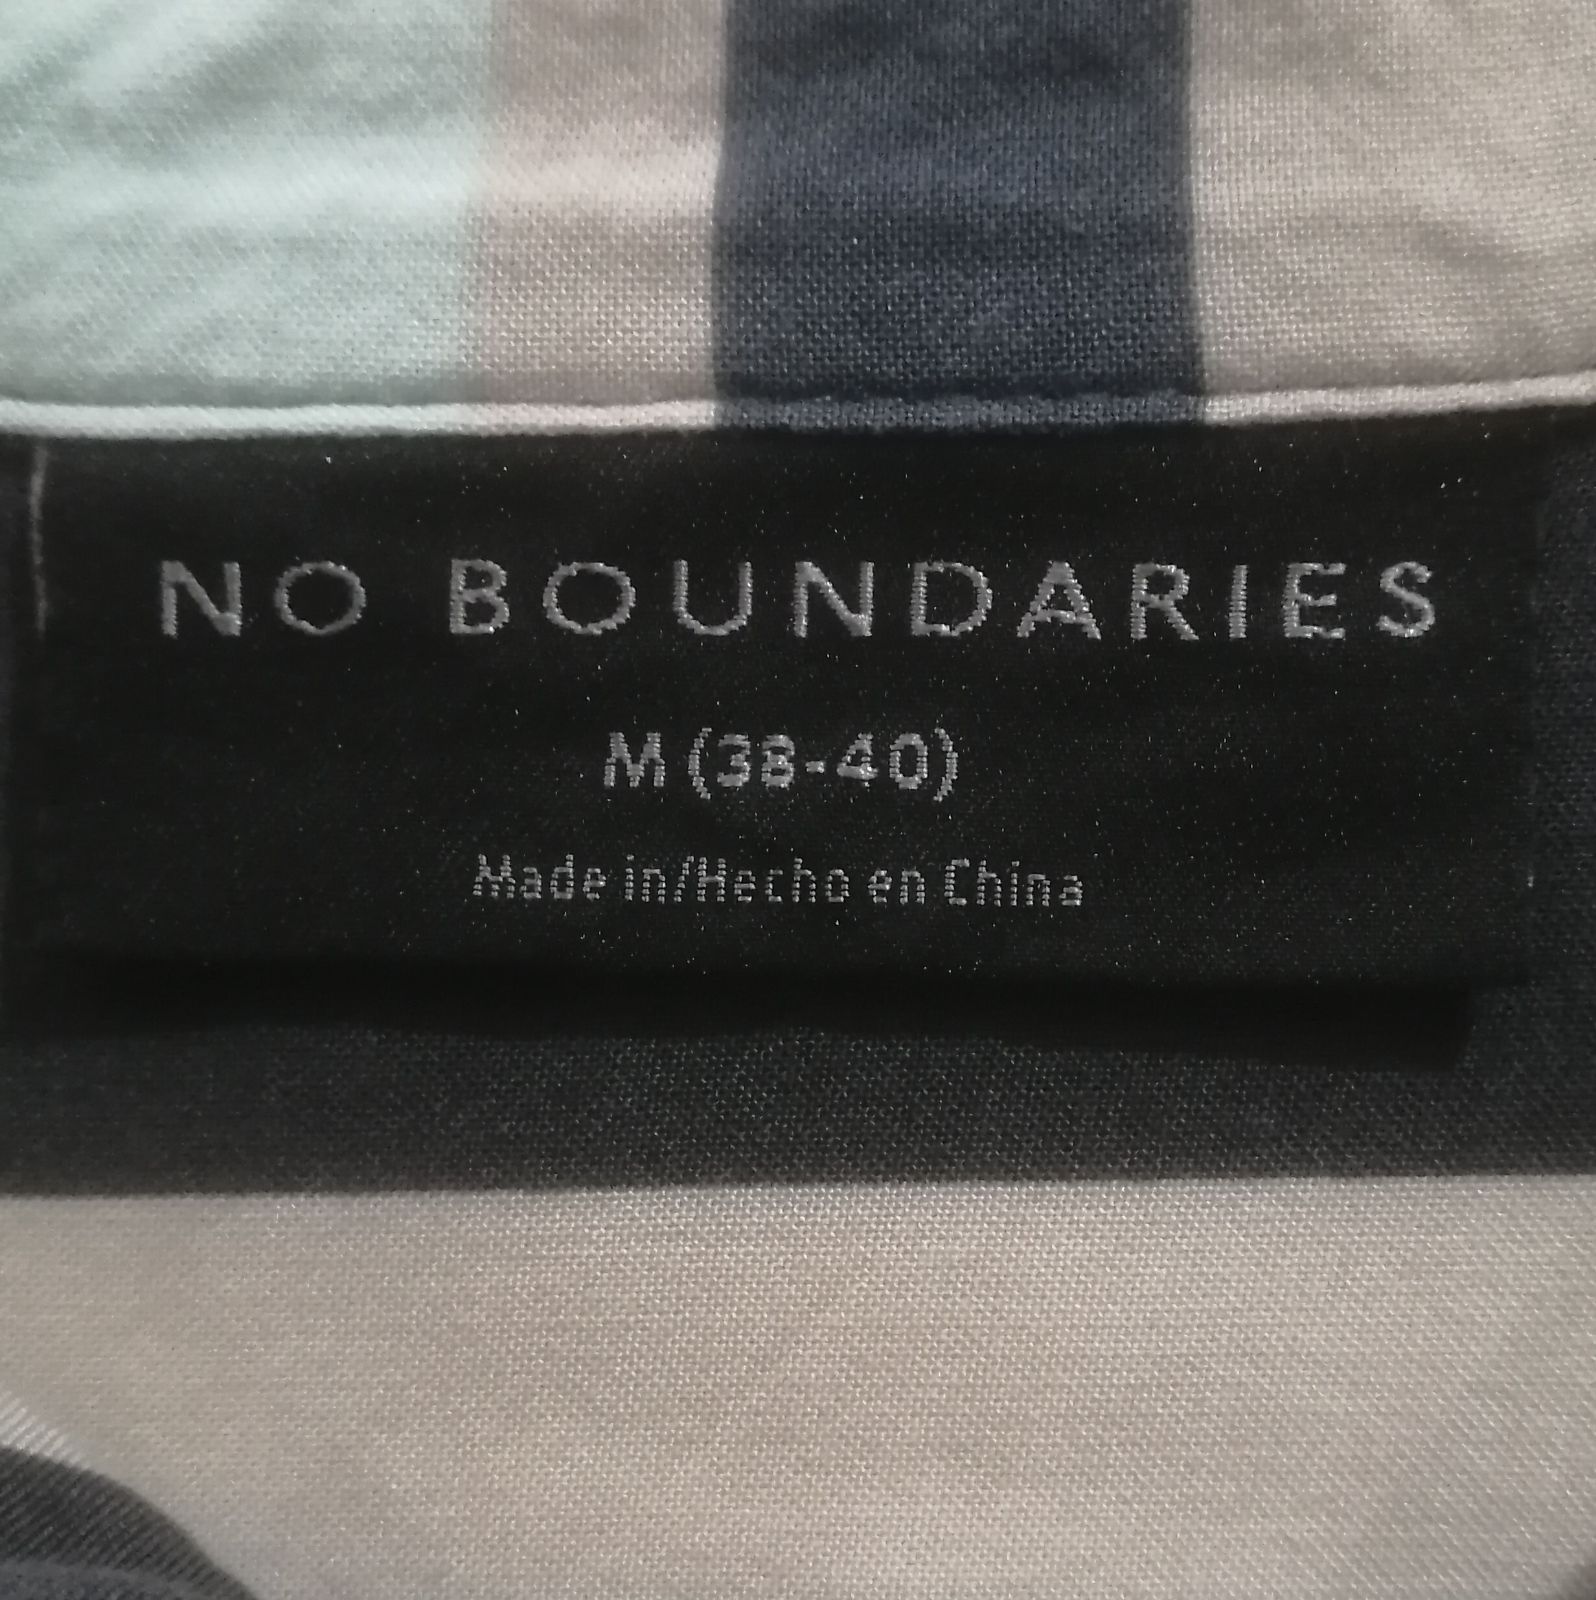 NO BOUNDARIES
M (38-40)
Made in/Hecho en China